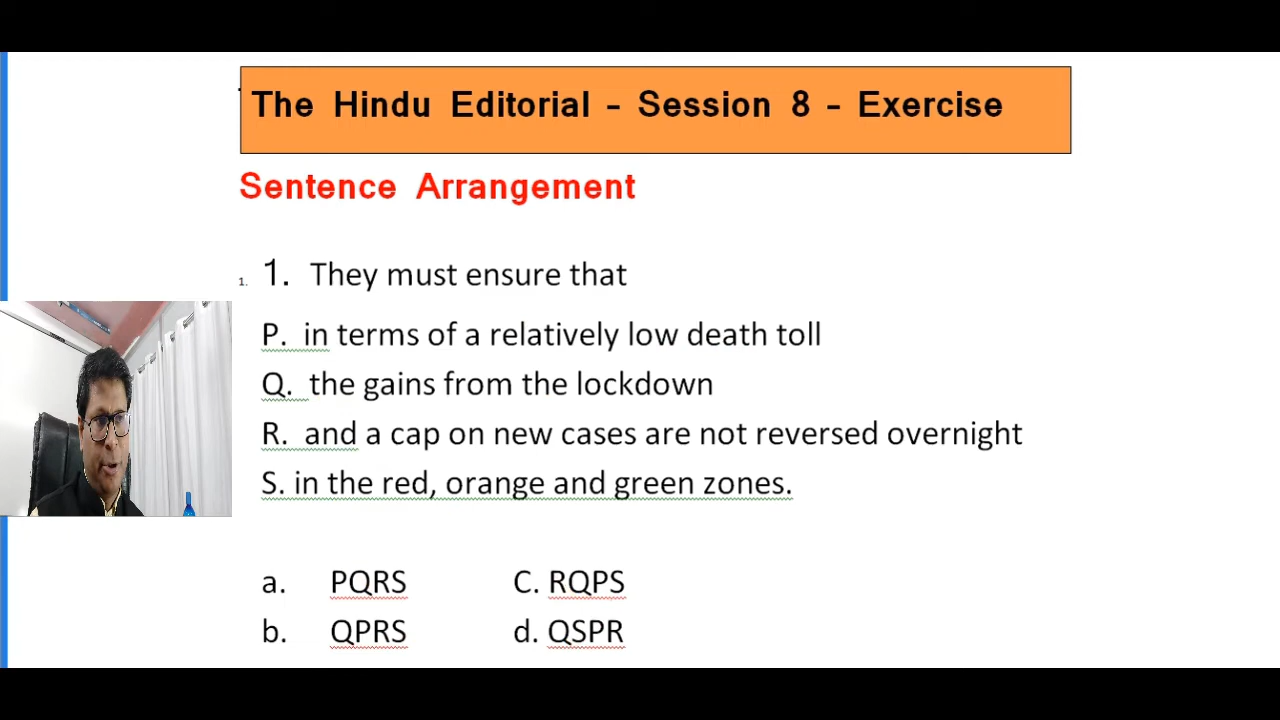 The Hindu Editorial - Session 8 - Exercise
Sentence Arrangement
1. 1. They must ensure that
P. in terms of a relatively low death toll
Q. the gains from the lockdown
R. and a cap on new cases are not reversed overnight
S. in the red, orange and green zones.
a. PQRS C. RQPS
b. QPRS d. QSPR